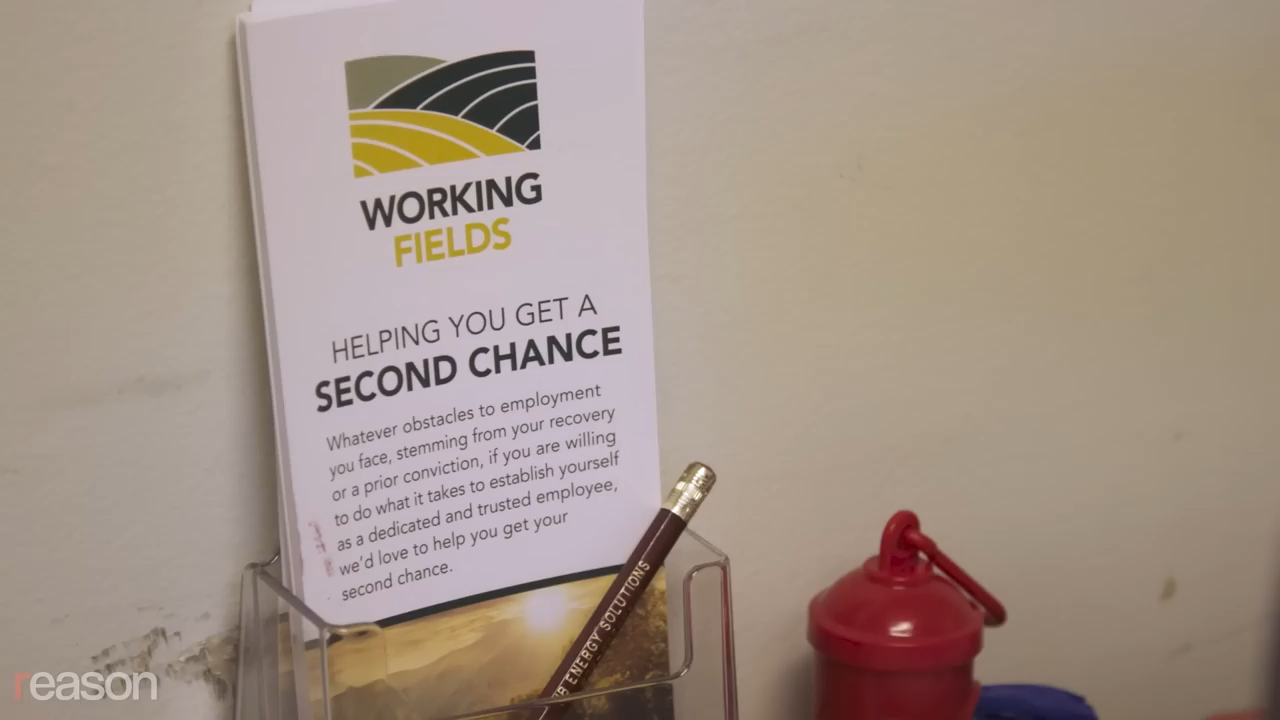 WORKING
FIELDS
HELPING YOU GET A
SECOND CHANCE
Whatever obstacles to employment
you face, stemming from your recovery
or a prior conviction, if you are willing
to do what it takes to establish yourself
as a dedicated and trusted employee,
we'd love to help you get your
second chance.
ENERGY SOLUTIONS
reason